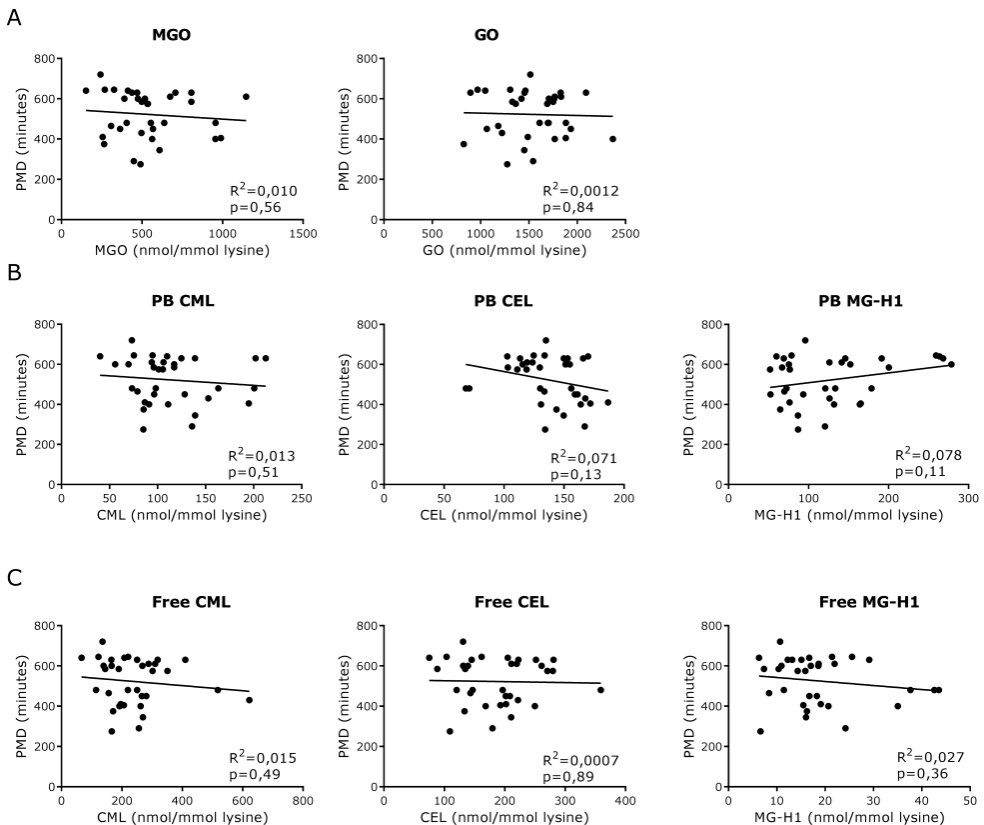 A
MGO
GO
PMD (minutes)
800
600
400
200
0
0 500 1000 1500
MGO (nmol/mmol lysine)
R²=0,010
p=0,56
PMD (minutes)
800
600
400
200
0
0 500 1000 1500 2000 2500
GO (nmol/mmol lysine)
R²=0,0012
p=0,84
B
PB CML
PB CEL
PB MG-H1
PMD (minutes)
800
600
400
200
0
0 50 100 150 200 250
CML (nmol/mmol lysine)
R²=0,013
p=0,51
PMD (minutes)
800
600
400
200
0
0 50 100 150 200
CEL (nmol/mmol lysine)
R²=0,071
p=0,13
PMD (minutes)
800
600
400
200
0
0 100 200 300
MG-H1 (nmol/mmol lysine)
R²=0,078
p=0,11
C
Free CML
Free CEL
Free MG-H1
PMD (minutes)
800
600
400
200
0
0 200 400 600 800
CML (nmol/mmol lysine)
R²=0,015
p=0,49
PMD (minutes)
800
600
400
200
0
0 100 200 300 400
CEL (nmol/mmol lysine)
R²=0,0007
p=0,89
PMD (minutes)
800
600
400
200
0
0 10 20 30 40 50
MG-H1 (nmol/mmol lysine)
R²=0,027
p=0,36